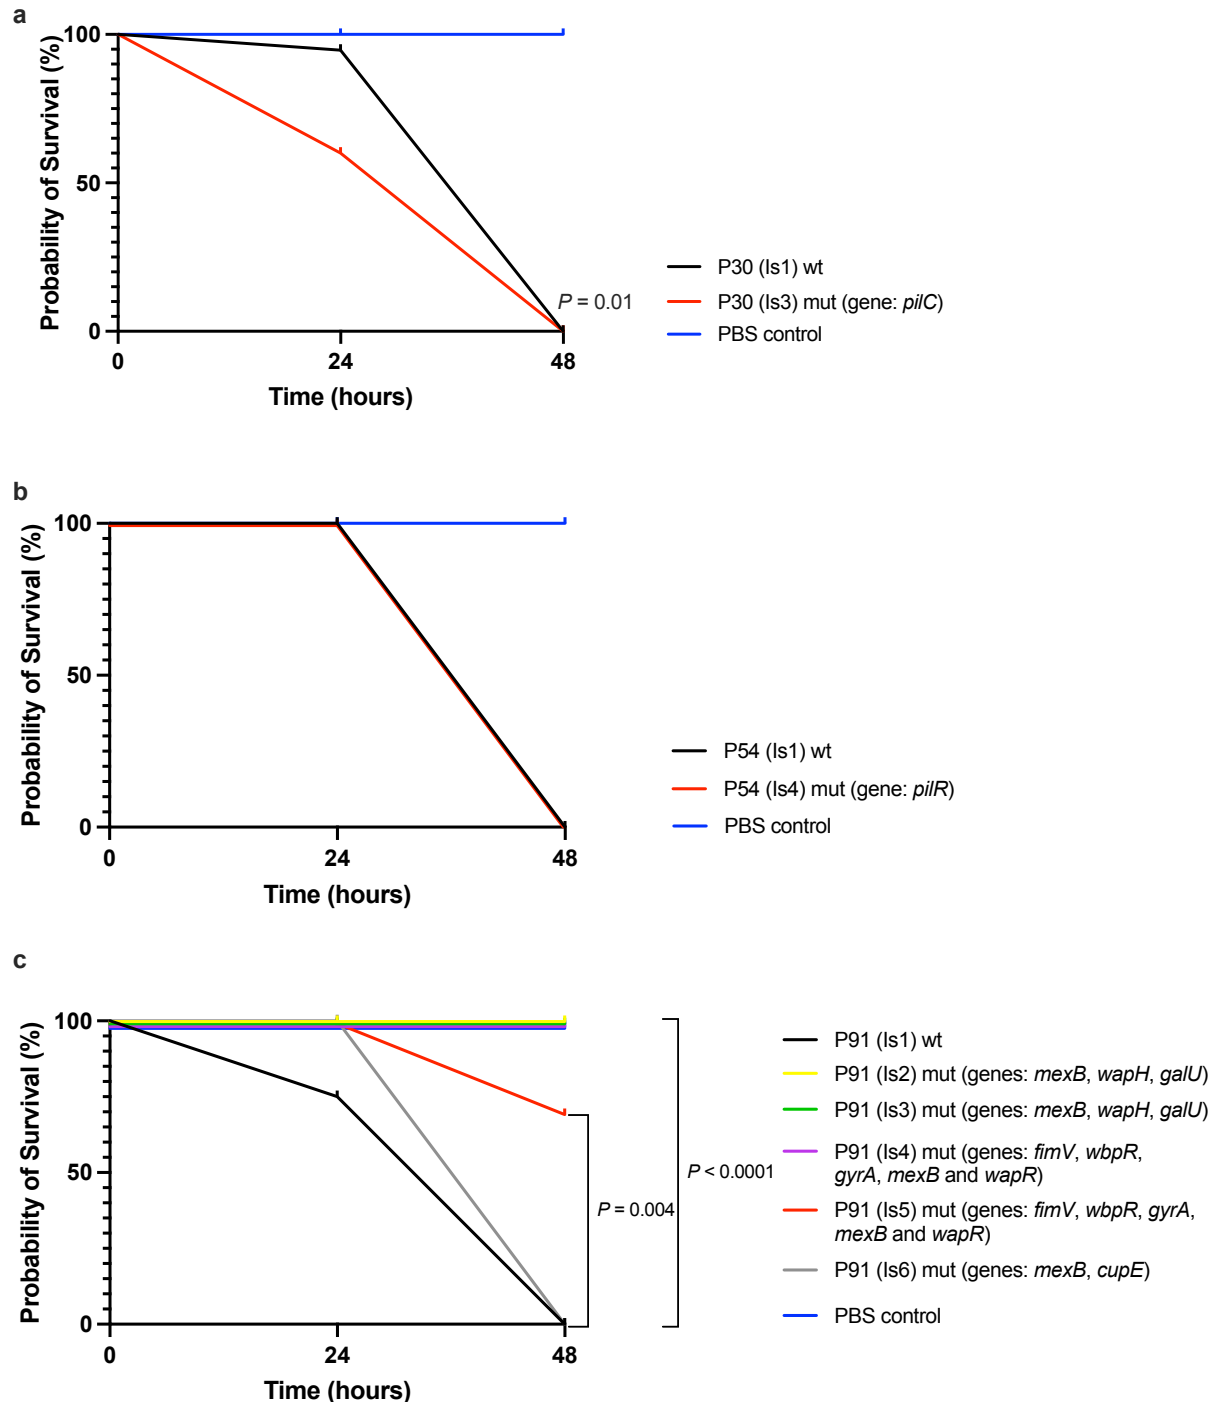 a
Probability of Survival (%)
100
50
0
0
24
48
Time (hours)
P = 0.01
P30 (Is1) wt
P30 (Is3) mut (gene: pilC)
PBS control
b
Probability of Survival (%)
100
50
0
0
24
48
Time (hours)
P54 (Is1) wt
P54 (Is4) mut (gene: pilR)
PBS control
c
Probability of Survival (%)
100
50
0
0
24
48
Time (hours)
P = 0.004
P < 0.0001
P91 (Is1) wt
P91 (Is2) mut (genes: mexB, wapH, galU)
P91 (Is3) mut (genes: mexB, wapH, galU)
P91 (Is4) mut (genes: fimV, wbpR,
gyrA, mexB and wapR)
P91 (Is5) mut (genes: fimV, wbpR, gyrA,
mexB and wapR)
P91 (Is6) mut (genes: mexB, cupE)
PBS control